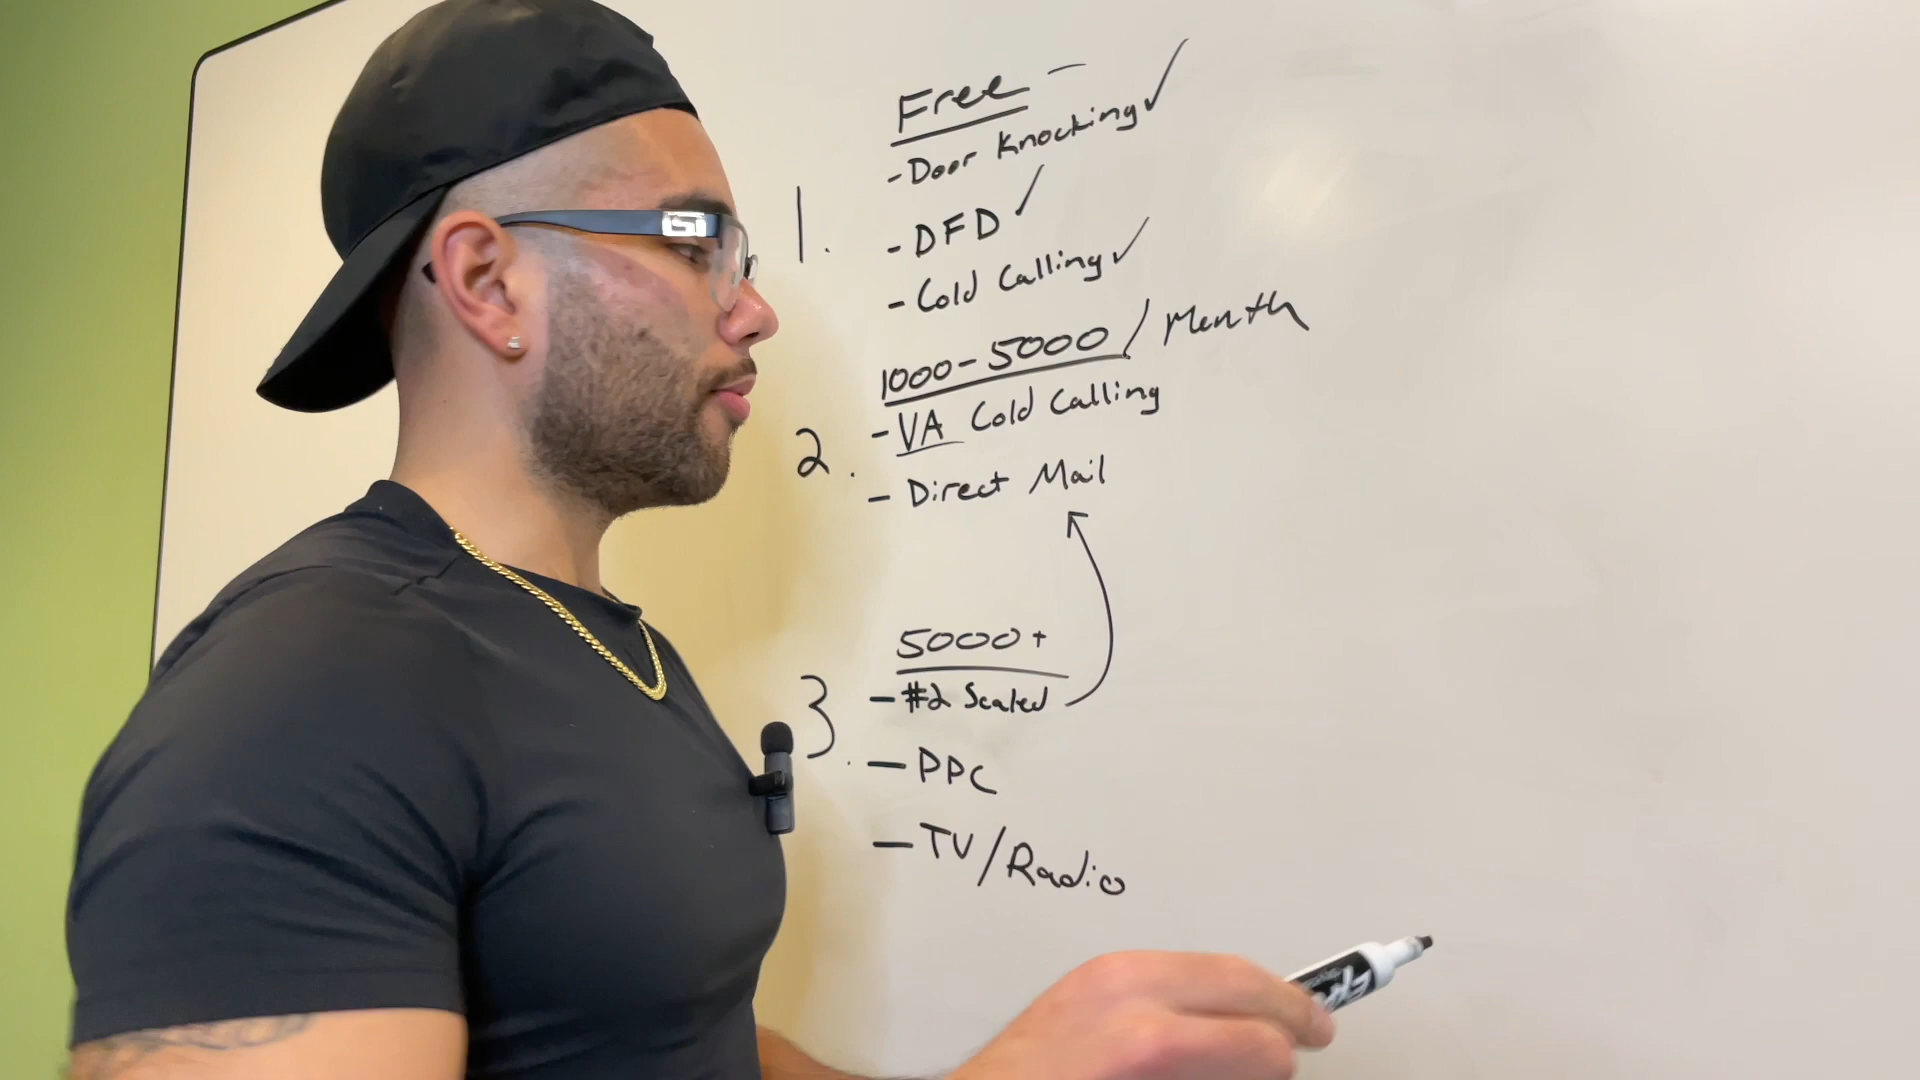 Free
- Door Knocking ✓
1. - DFD ✓
- Cold Calling ✓
1000-5000/Month
2. - VA Cold Calling
- Direct Mail
5000+
3. - #2 Scaled
- PPC
- TV/Radio